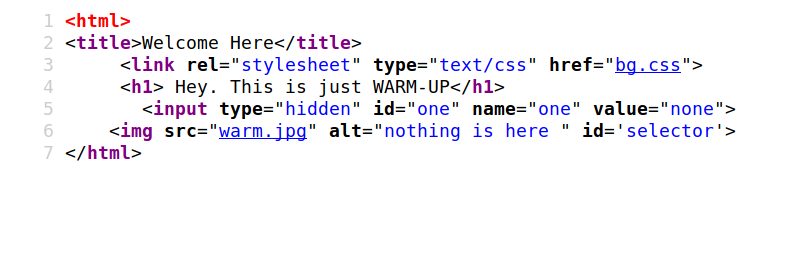 1 <html>
2 <title>Welcome Here</title>
3 <link rel="stylesheet" type="text/css" href="bg.css">
4 <h1> Hey. This is just WARM-UP</h1>
5 <input type="hidden" id="one" name="one" value="none">
6 <img src="warm.jpg" alt="nothing is here " id='selector'>
7 </html>